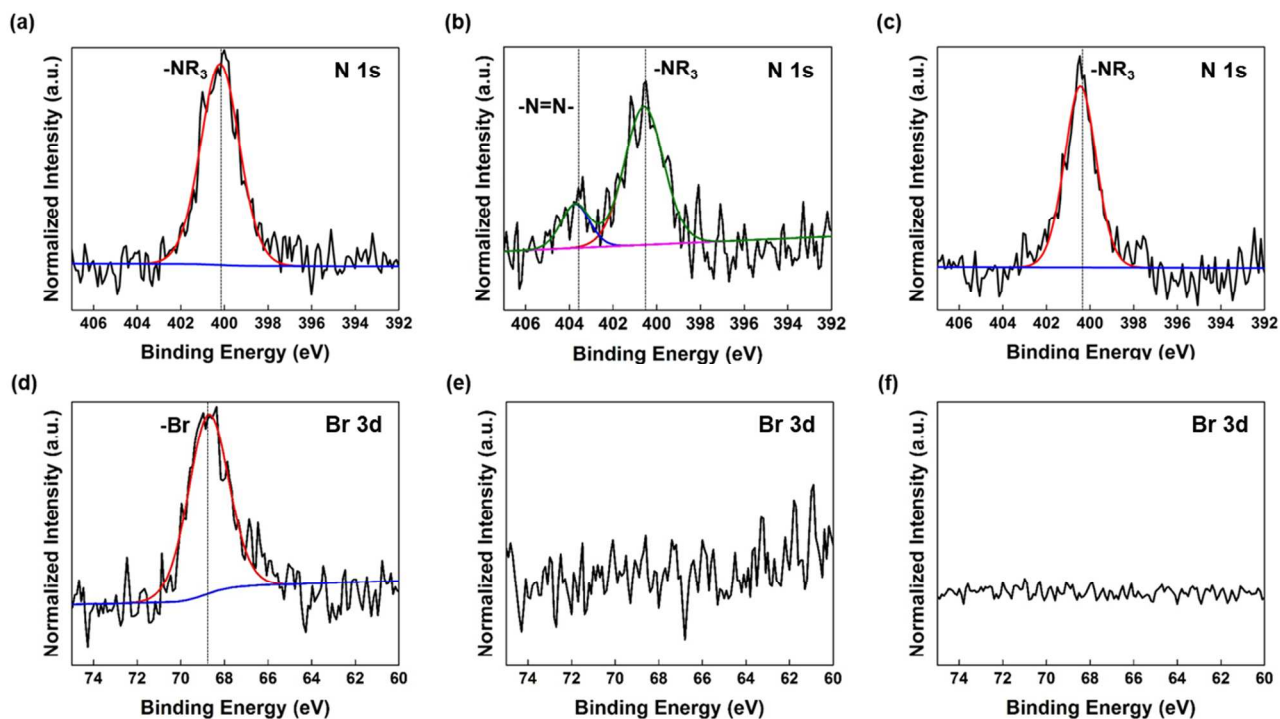 (a)
-NR3
N 1s
Normalized Intensity (a.u.)
406 404 402 400 398 396 394 392
Binding Energy (eV)
(b)
-N=N-
-NR3
N 1s
Normalized Intensity (a.u.)
406 404 402 400 398 396 394 392
Binding Energy (eV)
(c)
-NR3
N 1s
Normalized Intensity (a.u.)
406 404 402 400 398 396 394 392
Binding Energy (eV)
(d)
-Br
Br 3d
Normalized Intensity (a.u.)
74 72 70 68 66 64 62 60
Binding Energy (eV)
(e)
Br 3d
Normalized Intensity (a.u.)
74 72 70 68 66 64 62 60
Binding Energy (eV)
(f)
Br 3d
Normalized Intensity (a.u.)
74 72 70 68 66 64 62 60
Binding Energy (eV)